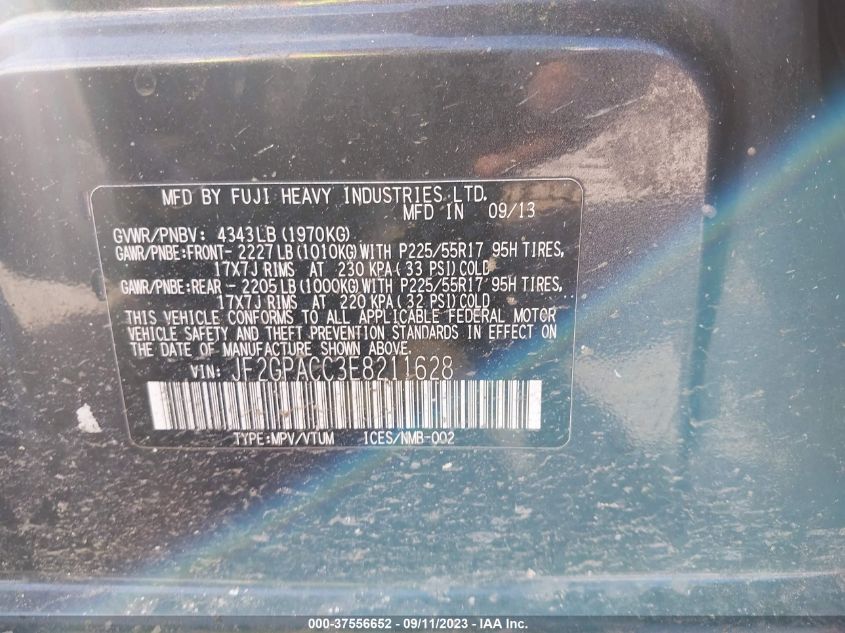 MFD BY FUJI HEAVY INDUSTRIES LTD.
MFD IN 09/13
GVWR/PNBV: 4343LB(1970KG)
GAWR/PNBE:FRONT- 2227LB(1010KG)WITH P225/55R17 95H TIRES,
17X7J RIMS AT 230 KPA(33 PSI)COLD
GAWR/PNBE:REAR - 2205LB(1000KG)WITH P225/55R17 95H TIRES,
17X7J RIMS AT 220 KPA(32 PSI)COLD
THIS VEHICLE CONFORMS TO ALL APPLICABLE FEDERAL MOTOR
VEHICLE SAFETY AND THEFT PREVENTION STANDARDS IN EFFECT ON
THE DATE OF MANUFACTURE SHOWN ABOVE.
VIN: JF2GPACC3E8211628
TYPE:MPV/VTUM ICES/NMB-002
000-37556652 - 09/11/2023 - IAA Inc.